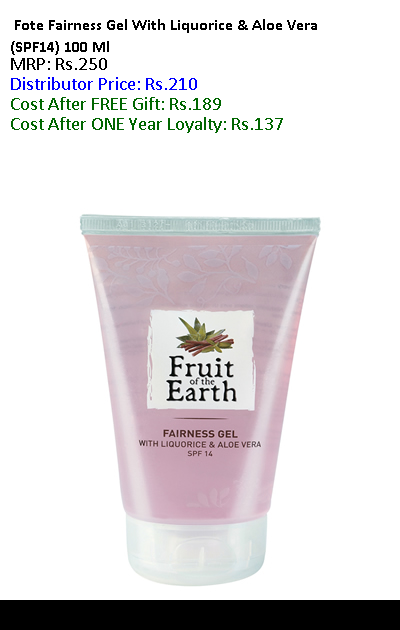 Fote Fairness Gel With Liquorice & Aloe Vera
(SPF14) 100 Ml
MRP: Rs.250
Distributor Price: Rs.210
Cost After FREE Gift: Rs.189
Cost After ONE Year Loyalty: Rs.137
Fruit
of the
Earth
FAIRNESS GEL
WITH LIQUORICE & ALOE VERA
SPF 14